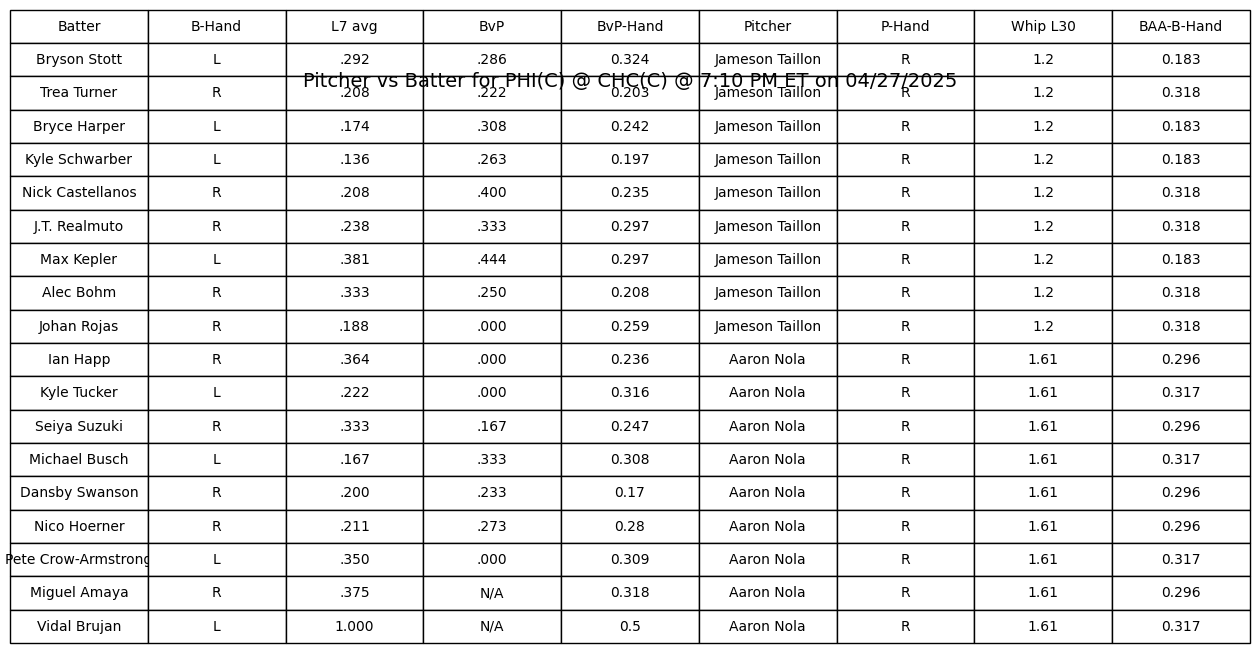 Batter B-Hand L7 avg BvP BvP-Hand Pitcher P-Hand Whip L30 BAA-B-Hand
Bryson Stott L .292 .286 0.324 Jameson Taillon R 1.2 0.183
Pitcher vs Batter for PHI(C) @ CHC(C) @ 7:10 PM ET on 04/27/2025
Trea Turner R .208 .222 0.203 Jameson Taillon R 1.2 0.318
Bryce Harper L .174 .308 0.242 Jameson Taillon R 1.2 0.183
Kyle Schwarber L .136 .263 0.197 Jameson Taillon R 1.2 0.183
Nick Castellanos R .208 .400 0.235 Jameson Taillon R 1.2 0.318
J.T. Realmuto R .238 .333 0.297 Jameson Taillon R 1.2 0.318
Max Kepler L .381 .444 0.297 Jameson Taillon R 1.2 0.183
Alec Bohm R .333 .250 0.208 Jameson Taillon R 1.2 0.318
Johan Rojas R .188 .000 0.259 Jameson Taillon R 1.2 0.318
Ian Happ R .364 .000 0.236 Aaron Nola R 1.61 0.296
Kyle Tucker L .222 .000 0.316 Aaron Nola R 1.61 0.317
Seiya Suzuki R .333 .167 0.247 Aaron Nola R 1.61 0.296
Michael Busch L .167 .333 0.308 Aaron Nola R 1.61 0.317
Dansby Swanson R .200 .233 0.17 Aaron Nola R 1.61 0.296
Nico Hoerner R .211 .273 0.28 Aaron Nola R 1.61 0.296
Pete Crow-Armstrong L .350 .000 0.309 Aaron Nola R 1.61 0.317
Miguel Amaya R .375 N/A 0.318 Aaron Nola R 1.61 0.296
Vidal Brujan L 1.000 N/A 0.5 Aaron Nola R 1.61 0.317